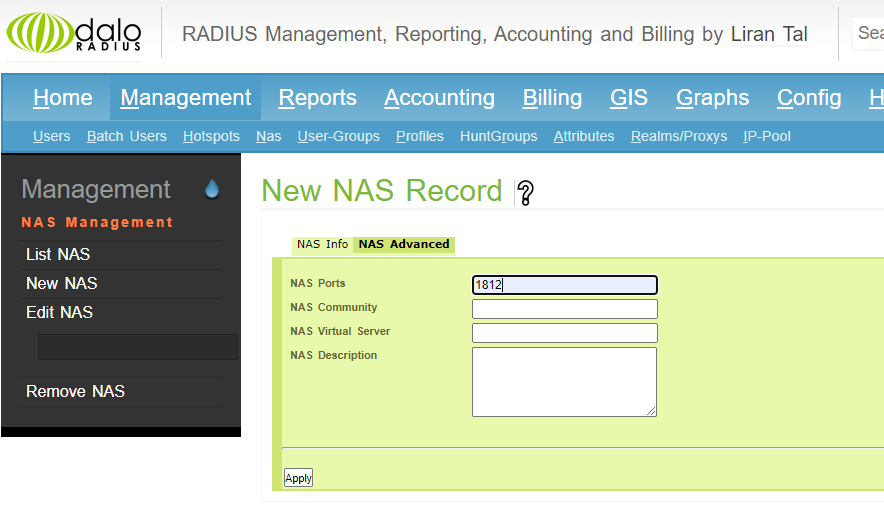 dalo
RADIUS
RADIUS Management, Reporting, Accounting and Billing by Liran Tal
Sea
Home Management Reports Accounting Billing GIS Graphs Config H
Users Batch Users Hotspots Nas User-Groups Profiles HuntGroups Attributes Realms/Proxys IP-Pool
Management
NAS Management
List NAS
New NAS
Edit NAS
Remove NAS
New NAS Record
NAS Info NAS Advanced
NAS Ports 1812
NAS Community
NAS Virtual Server
NAS Description
Apply